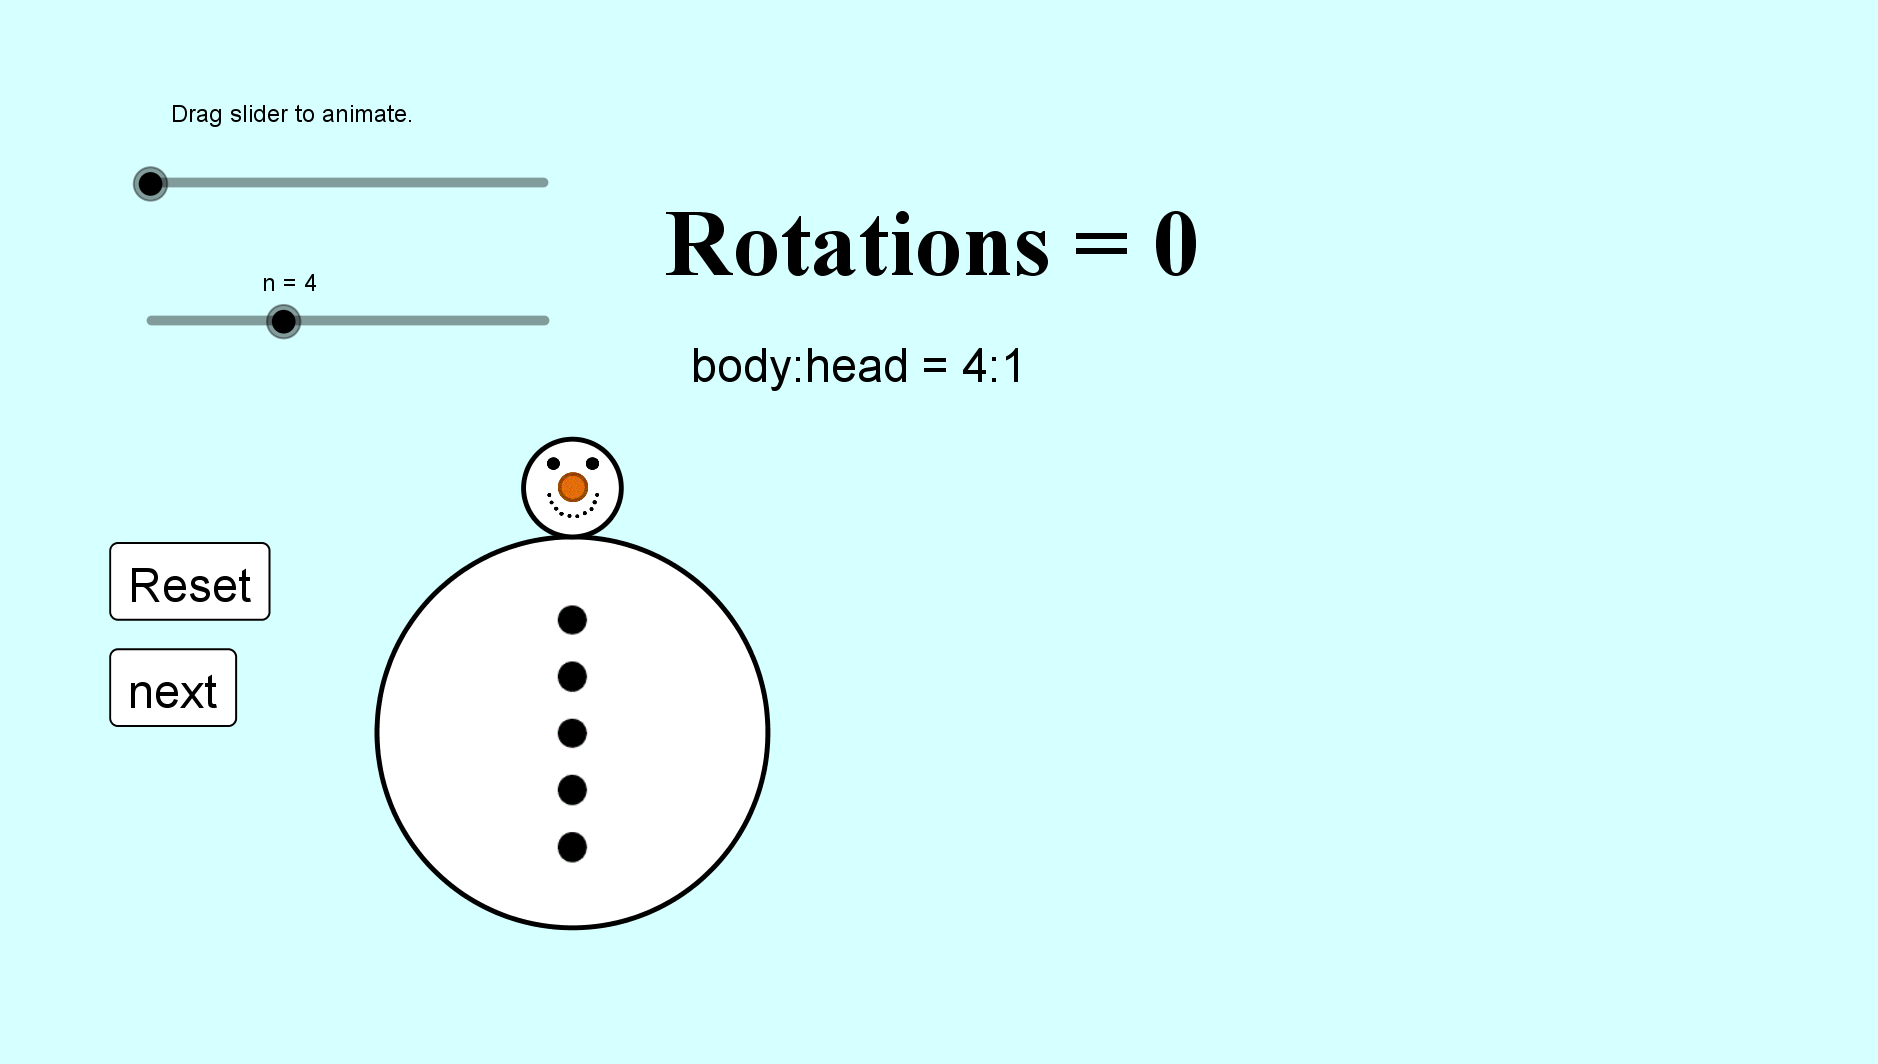 Drag slider to animate.
Rotations = 0
n = 4
body:head = 4:1
Reset
next